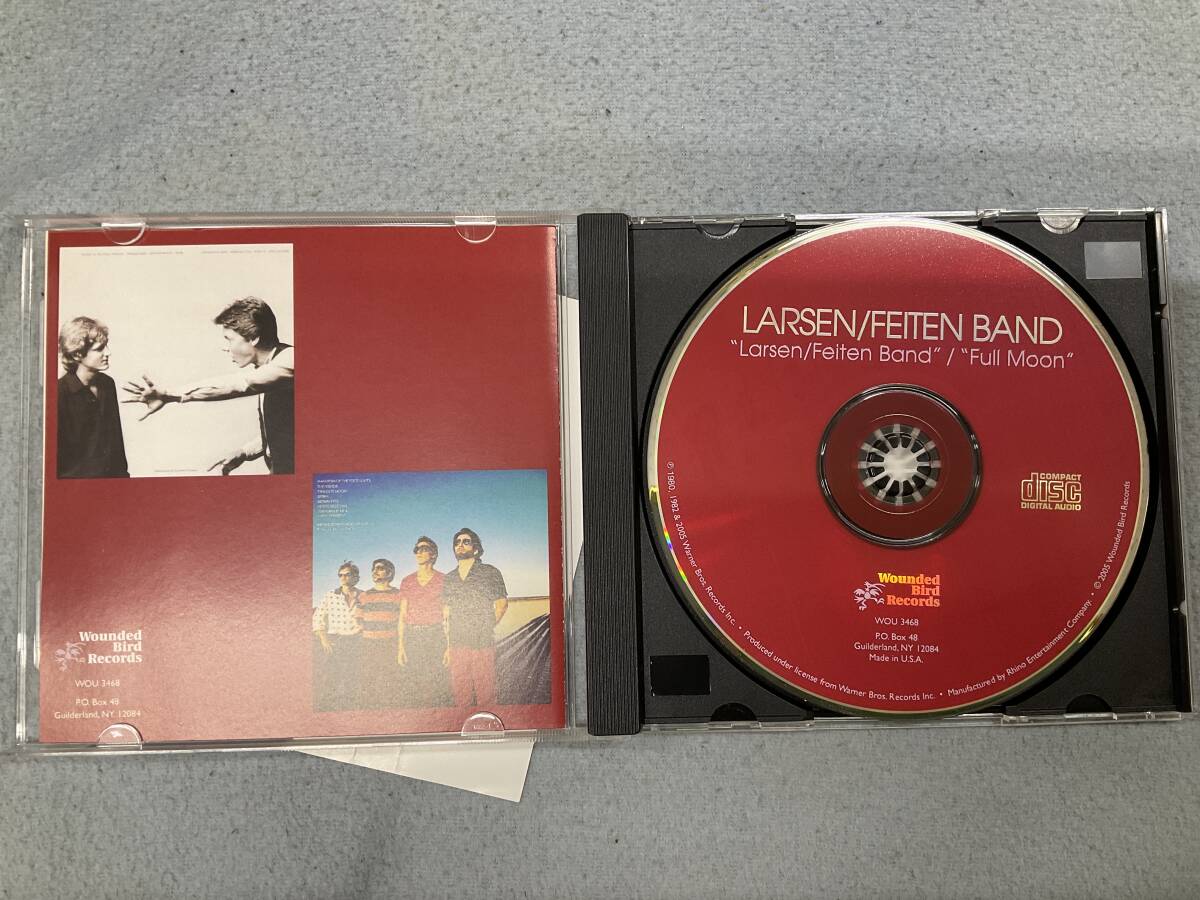 Wounded
Bird
Records
WOU 3468
P.O. Box 48
Guilderland, NY 12084
LARSEN/FEITEN BAND
"Larsen/Feiten Band" / "Full Moon"
COMPACT
disc
DIGITAL AUDIO
Wounded
Bird
Records
WOU 3468
P.O. Box 48
Guilderland, NY 12084
Made in U.S.A.
℗ 1980, 1982 & 2005 Warner Bros. Records Inc. • Produced under license from Warner Bros. Records Inc. • Manufactured by Rhino Entertainment Company. • © 2005 Wounded Bird Records